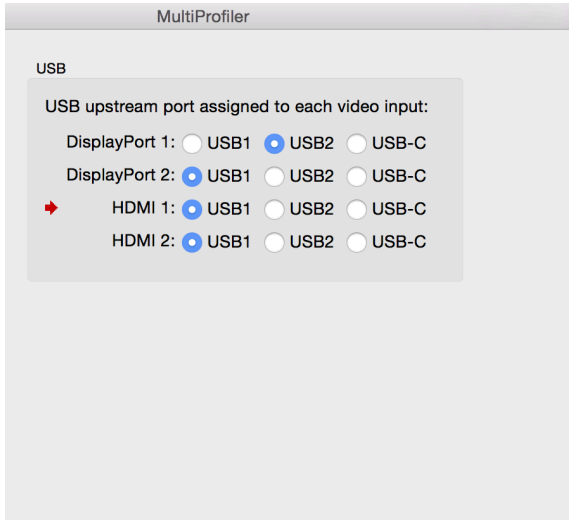 MultiProfiler
USB
USB upstream port assigned to each video input:
DisplayPort 1: USB1 USB2 USB-C
DisplayPort 2: USB1 USB2 USB-C
HDMI 1: USB1 USB2 USB-C
HDMI 2: USB1 USB2 USB-C